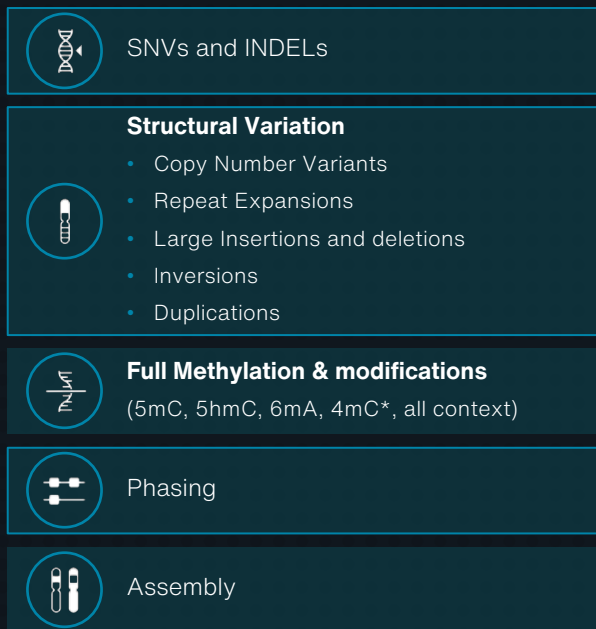 SNVs and INDELs
Structural Variation
• Copy Number Variants
• Repeat Expansions
• Large Insertions and deletions
• Inversions
• Duplications
Full Methylation & modifications
(5mC, 5hmC, 6mA, 4mC*, all context)
Phasing
Assembly